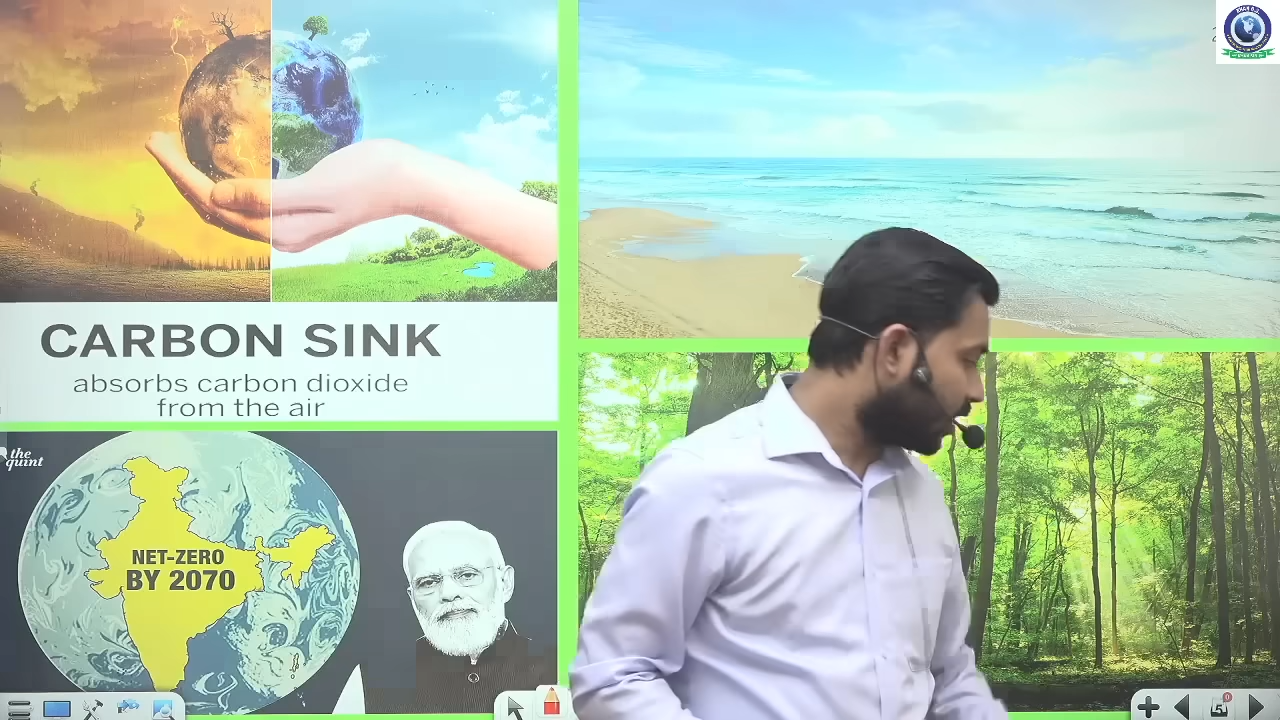 CARBON SINK
absorbs carbon dioxide
from the air
the
quint
NET-ZERO
BY 2070